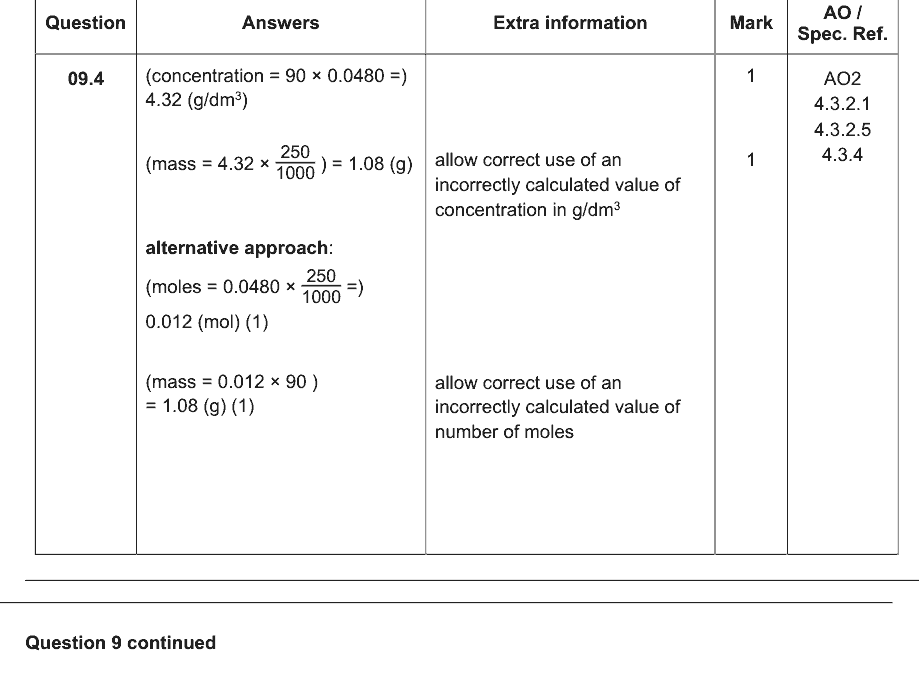 Question Answers Extra information Mark AO / Spec. Ref.
09.4 (concentration = 90 × 0.0480 =) 1 AO2
4.32 (g/dm³) 4.3.2.1
4.3.2.5
(mass = 4.32 × 250/1000 ) = 1.08 (g) allow correct use of an 1 4.3.4
incorrectly calculated value of
concentration in g/dm³
alternative approach:
(moles = 0.0480 × 250/1000 =)
0.012 (mol) (1)
(mass = 0.012 × 90 ) allow correct use of an
= 1.08 (g) (1) incorrectly calculated value of
number of moles
Question 9 continued